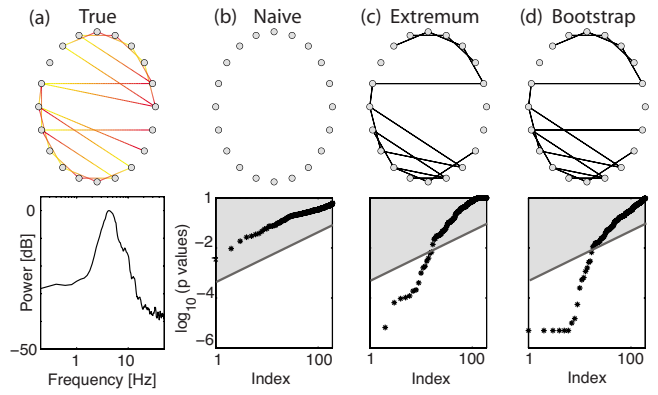 (a) True
(b) Naive
(c) Extremum
(d) Bootstrap
0
−50
Power [dB]
1
10
Frequency [Hz]
1
−2
−4
−6
log10 (p values)
1
100
Index
1
100
Index
1
100
Index